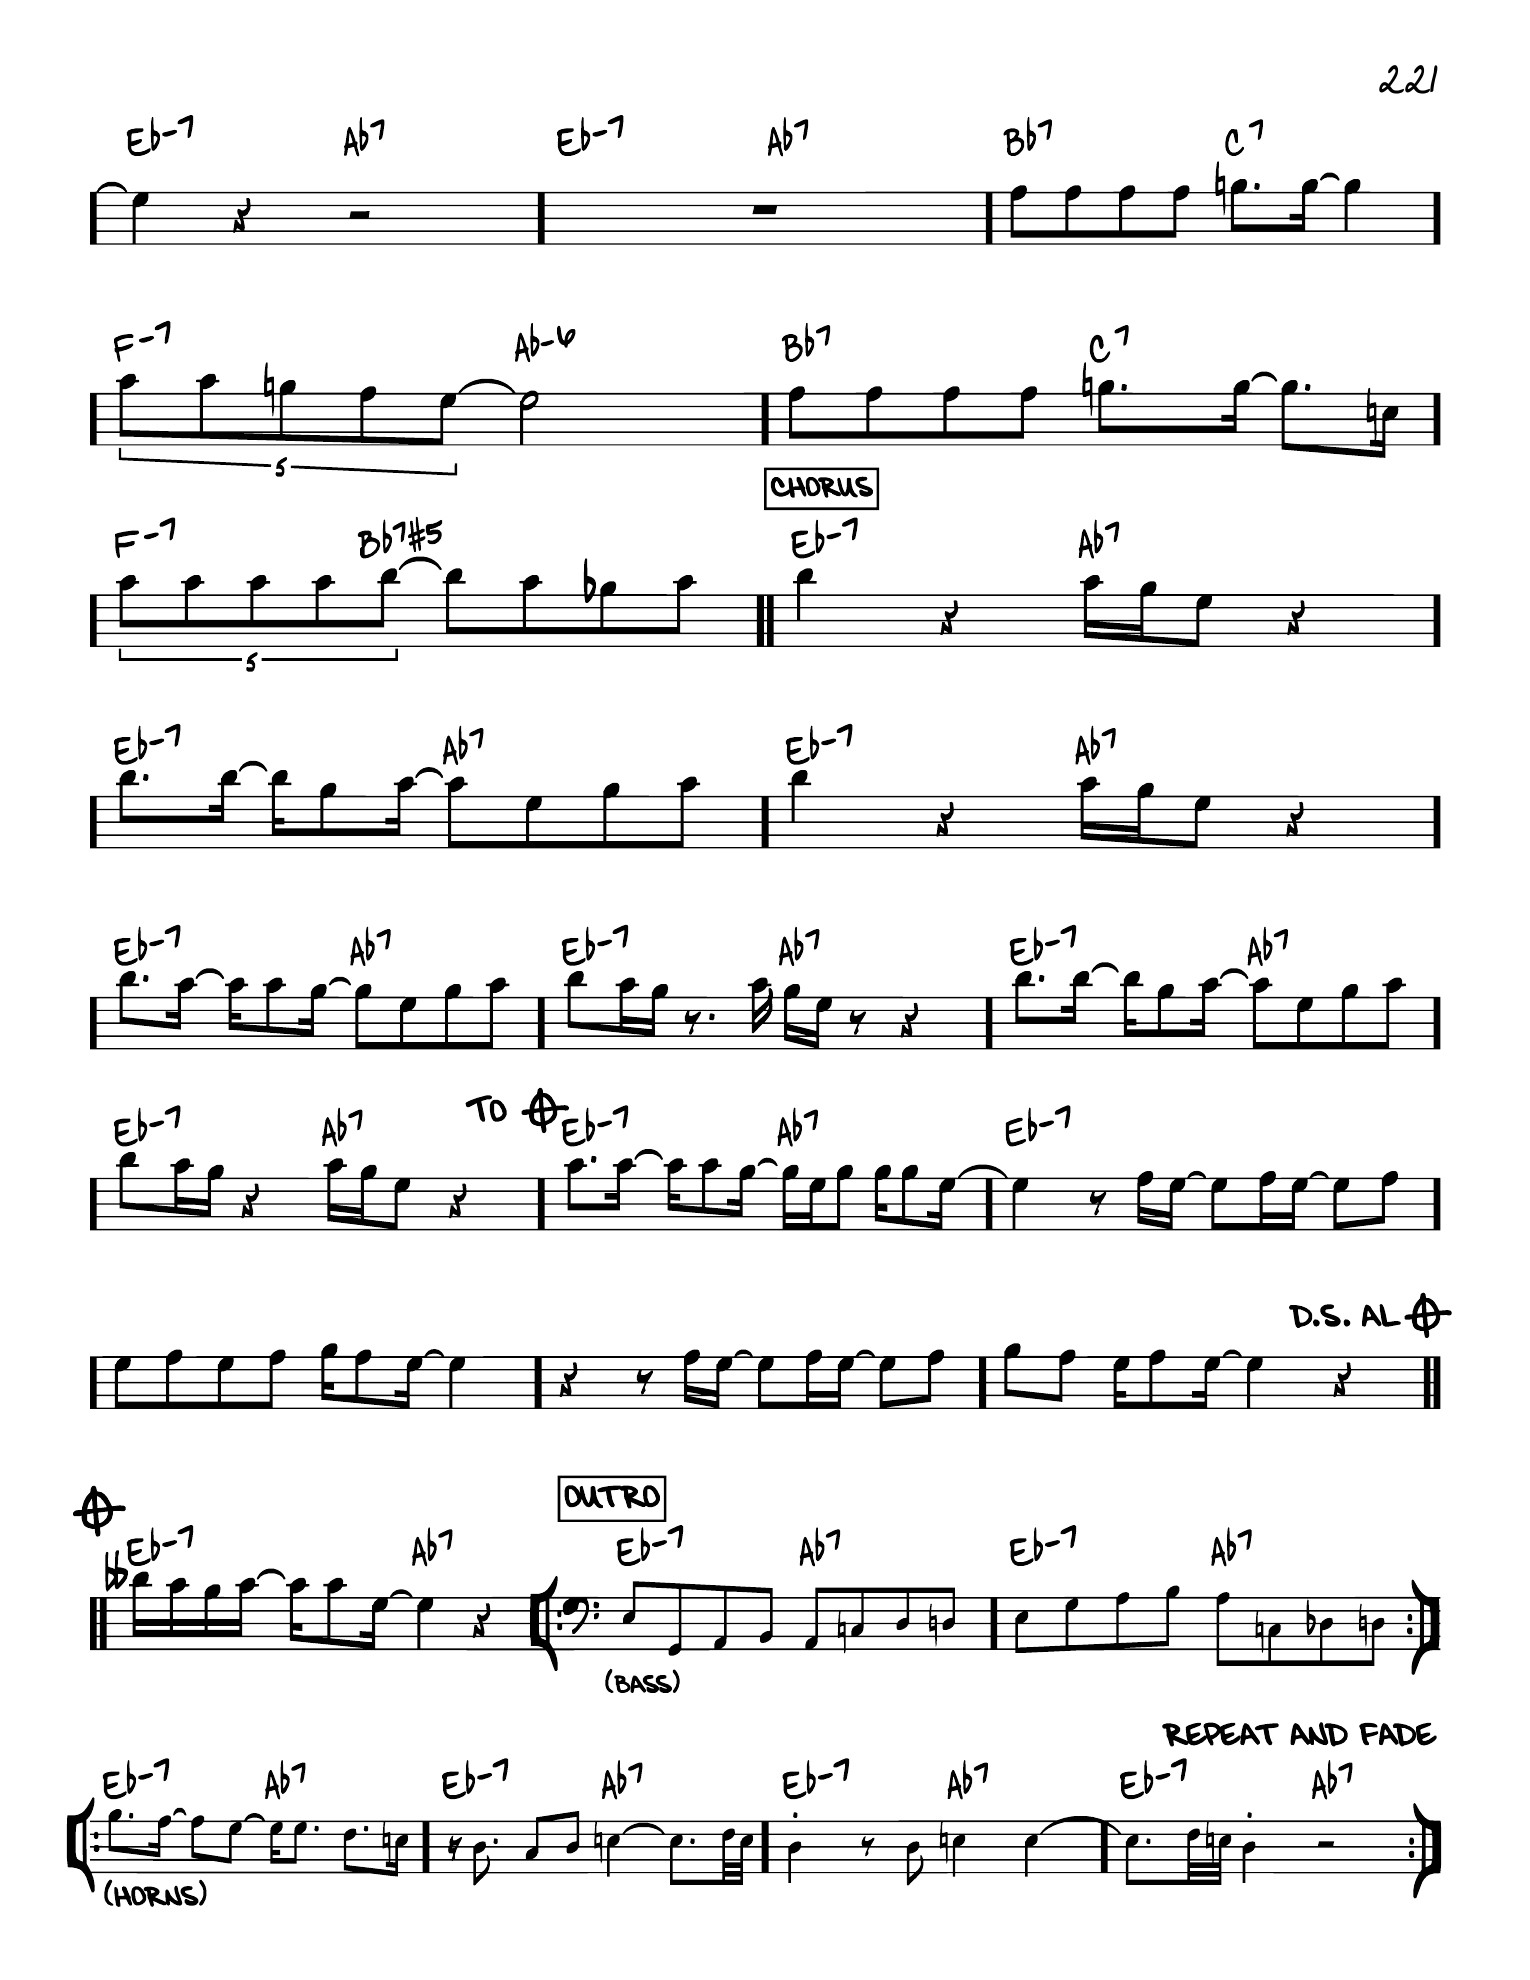 221
Eb-7 Ab7 Eb-7 Ab7 Bb7 C7
F-7 Ab-6 Bb7 C7
5
CHORUS
F-7 Bb7#5 Eb-7 Ab7
5
Eb-7 Ab7 Eb-7 Ab7
Eb-7 Ab7 Eb-7 Ab7 Eb-7 Ab7
TO
Eb-7 Ab7 Eb-7 Ab7 Eb-7
D.S. AL
OUTRO
Eb-7 Ab7 Eb-7 Ab7 Eb-7 Ab7
(BASS)
REPEAT AND FADE
Eb-7 Ab7 Eb-7 Ab7 Eb-7 Ab7 Eb-7 Ab7
(HORNS)